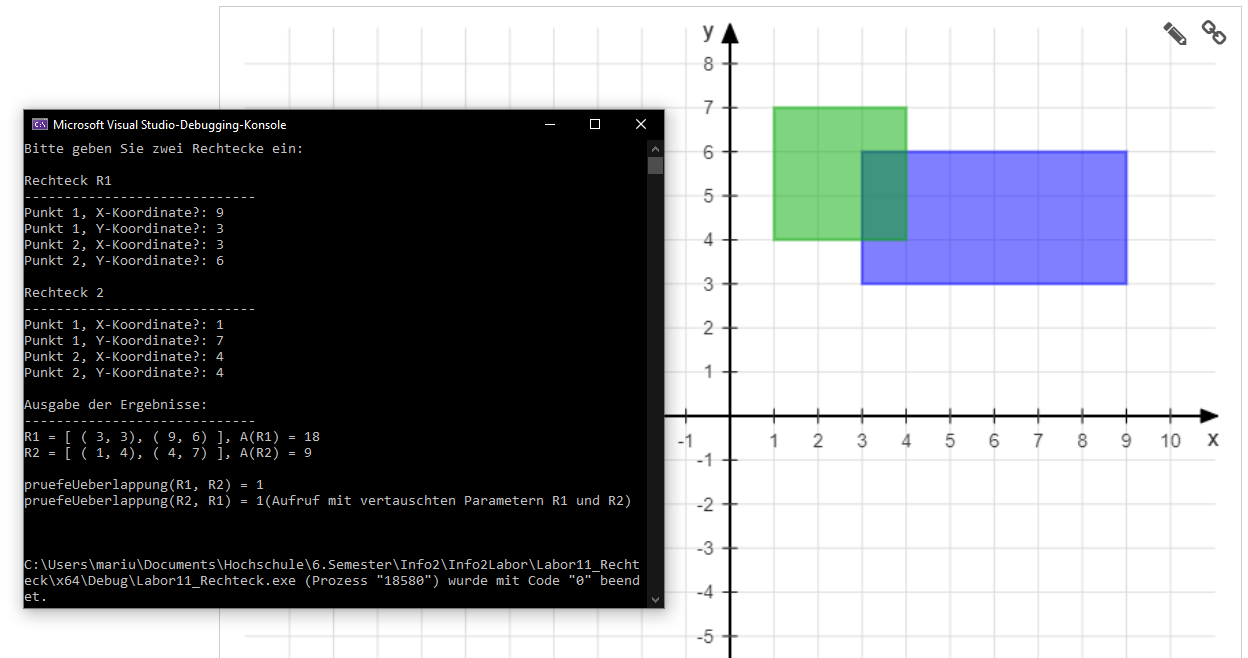 Microsoft Visual Studio-Debugging-Konsole
Bitte geben Sie zwei Rechtecke ein:
Rechteck R1
-----------------------------
Punkt 1, X-Koordinate?: 9
Punkt 1, Y-Koordinate?: 3
Punkt 2, X-Koordinate?: 3
Punkt 2, Y-Koordinate?: 6
Rechteck 2
-----------------------------
Punkt 1, X-Koordinate?: 1
Punkt 1, Y-Koordinate?: 7
Punkt 2, X-Koordinate?: 4
Punkt 2, Y-Koordinate?: 4
Ausgabe der Ergebnisse:
-----------------------------
R1 = [ ( 3, 3), ( 9, 6) ], A(R1) = 18
R2 = [ ( 1, 4), ( 4, 7) ], A(R2) = 9
pruefeUeberlappung(R1, R2) = 1
pruefeUeberlappung(R2, R1) = 1(Aufruf mit vertauschten Parametern R1 und R2)
C:\Users\mariu\Documents\Hochschule\6.Semester\Info2\Info2Labor\Labor11_Recht
eck\x64\Debug\Labor11_Rechteck.exe (Prozess "18580") wurde mit Code "0" beend
et.
y
8
7
6
5
4
3
2
1
-1 1 2 3 4 5 6 7 8 9 10 x
-1
-2
-3
-4
-5